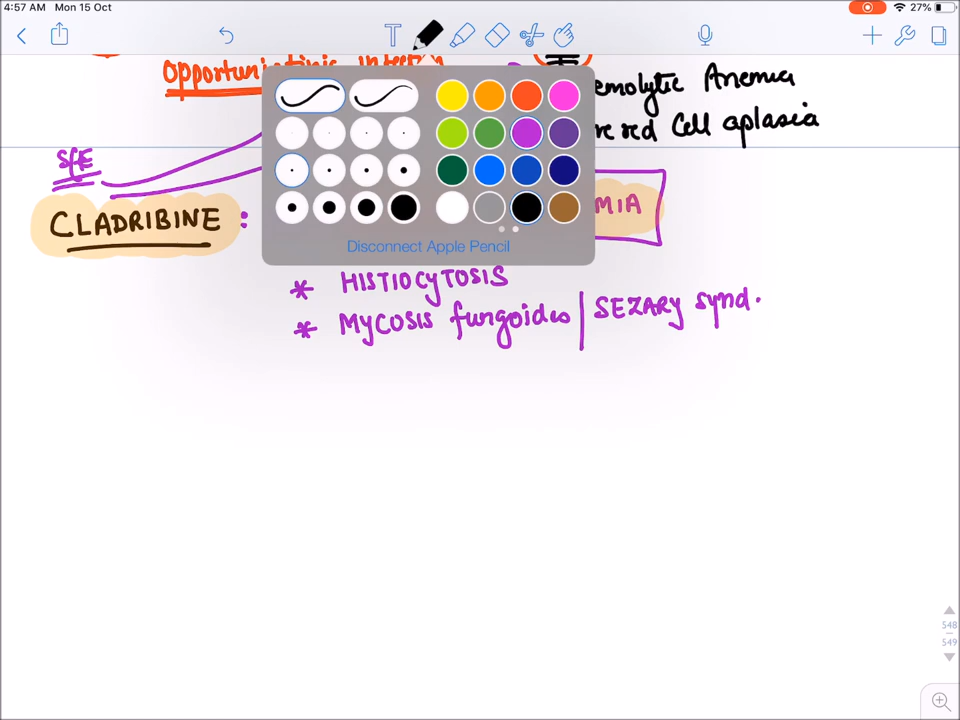 4:57 AM Mon 15 Oct
27%
T
emolytic Anemia
re red Cell aplasia
SfE
CLADRIBINE :
MIA
Disconnect Apple Pencil
* HISTIOCYTOSIS
* MYCOSIS fungoides | SEZARY synd.
548
549